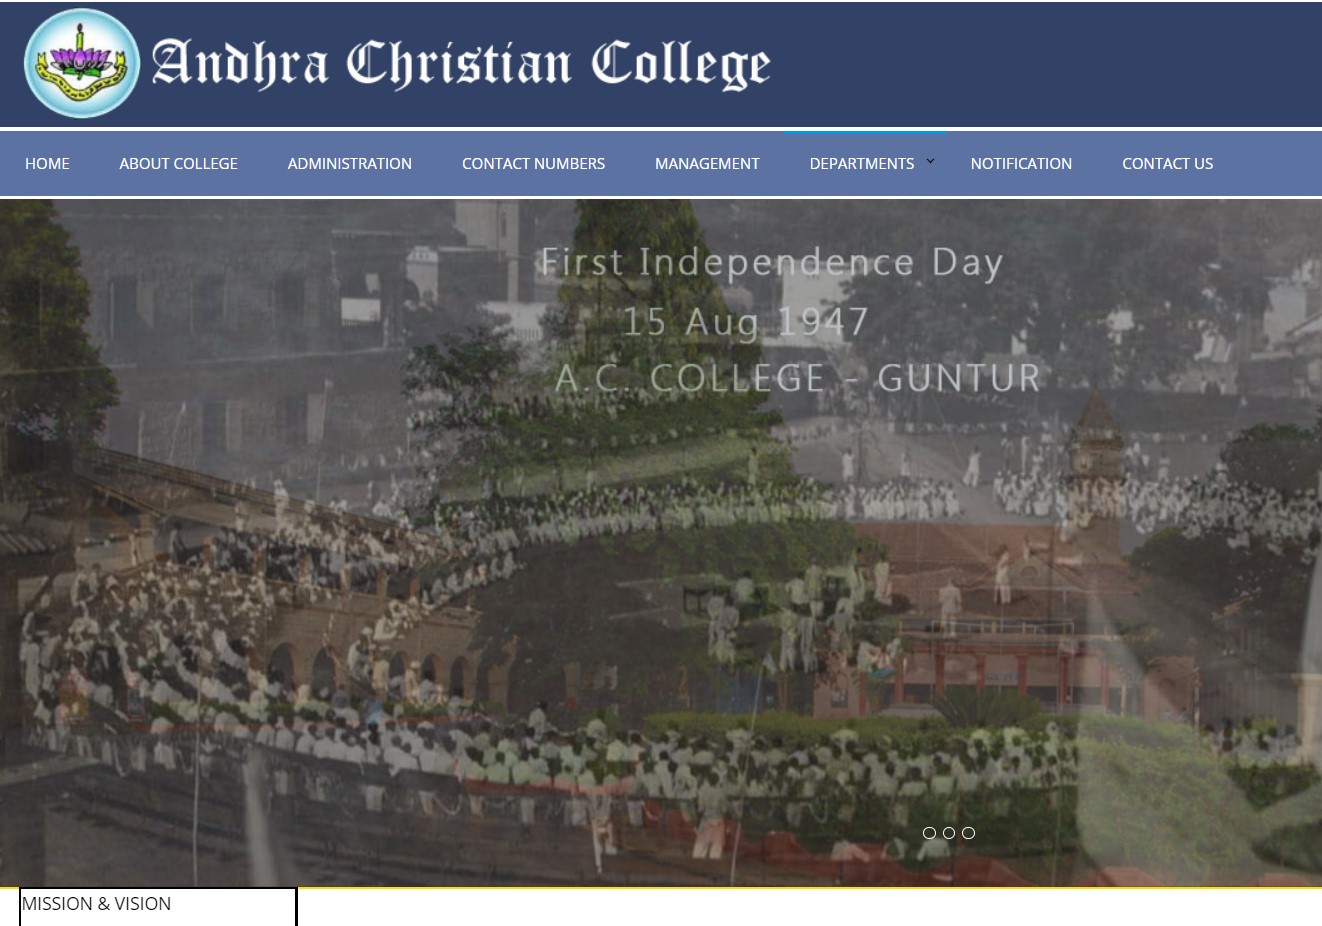 Andhra Christian College
HOME ABOUT COLLEGE ADMINISTRATION CONTACT NUMBERS MANAGEMENT DEPARTMENTS NOTIFICATION CONTACT US
First Independence Day
15 Aug 1947
A.C. COLLEGE - GUNTUR
MISSION & VISION